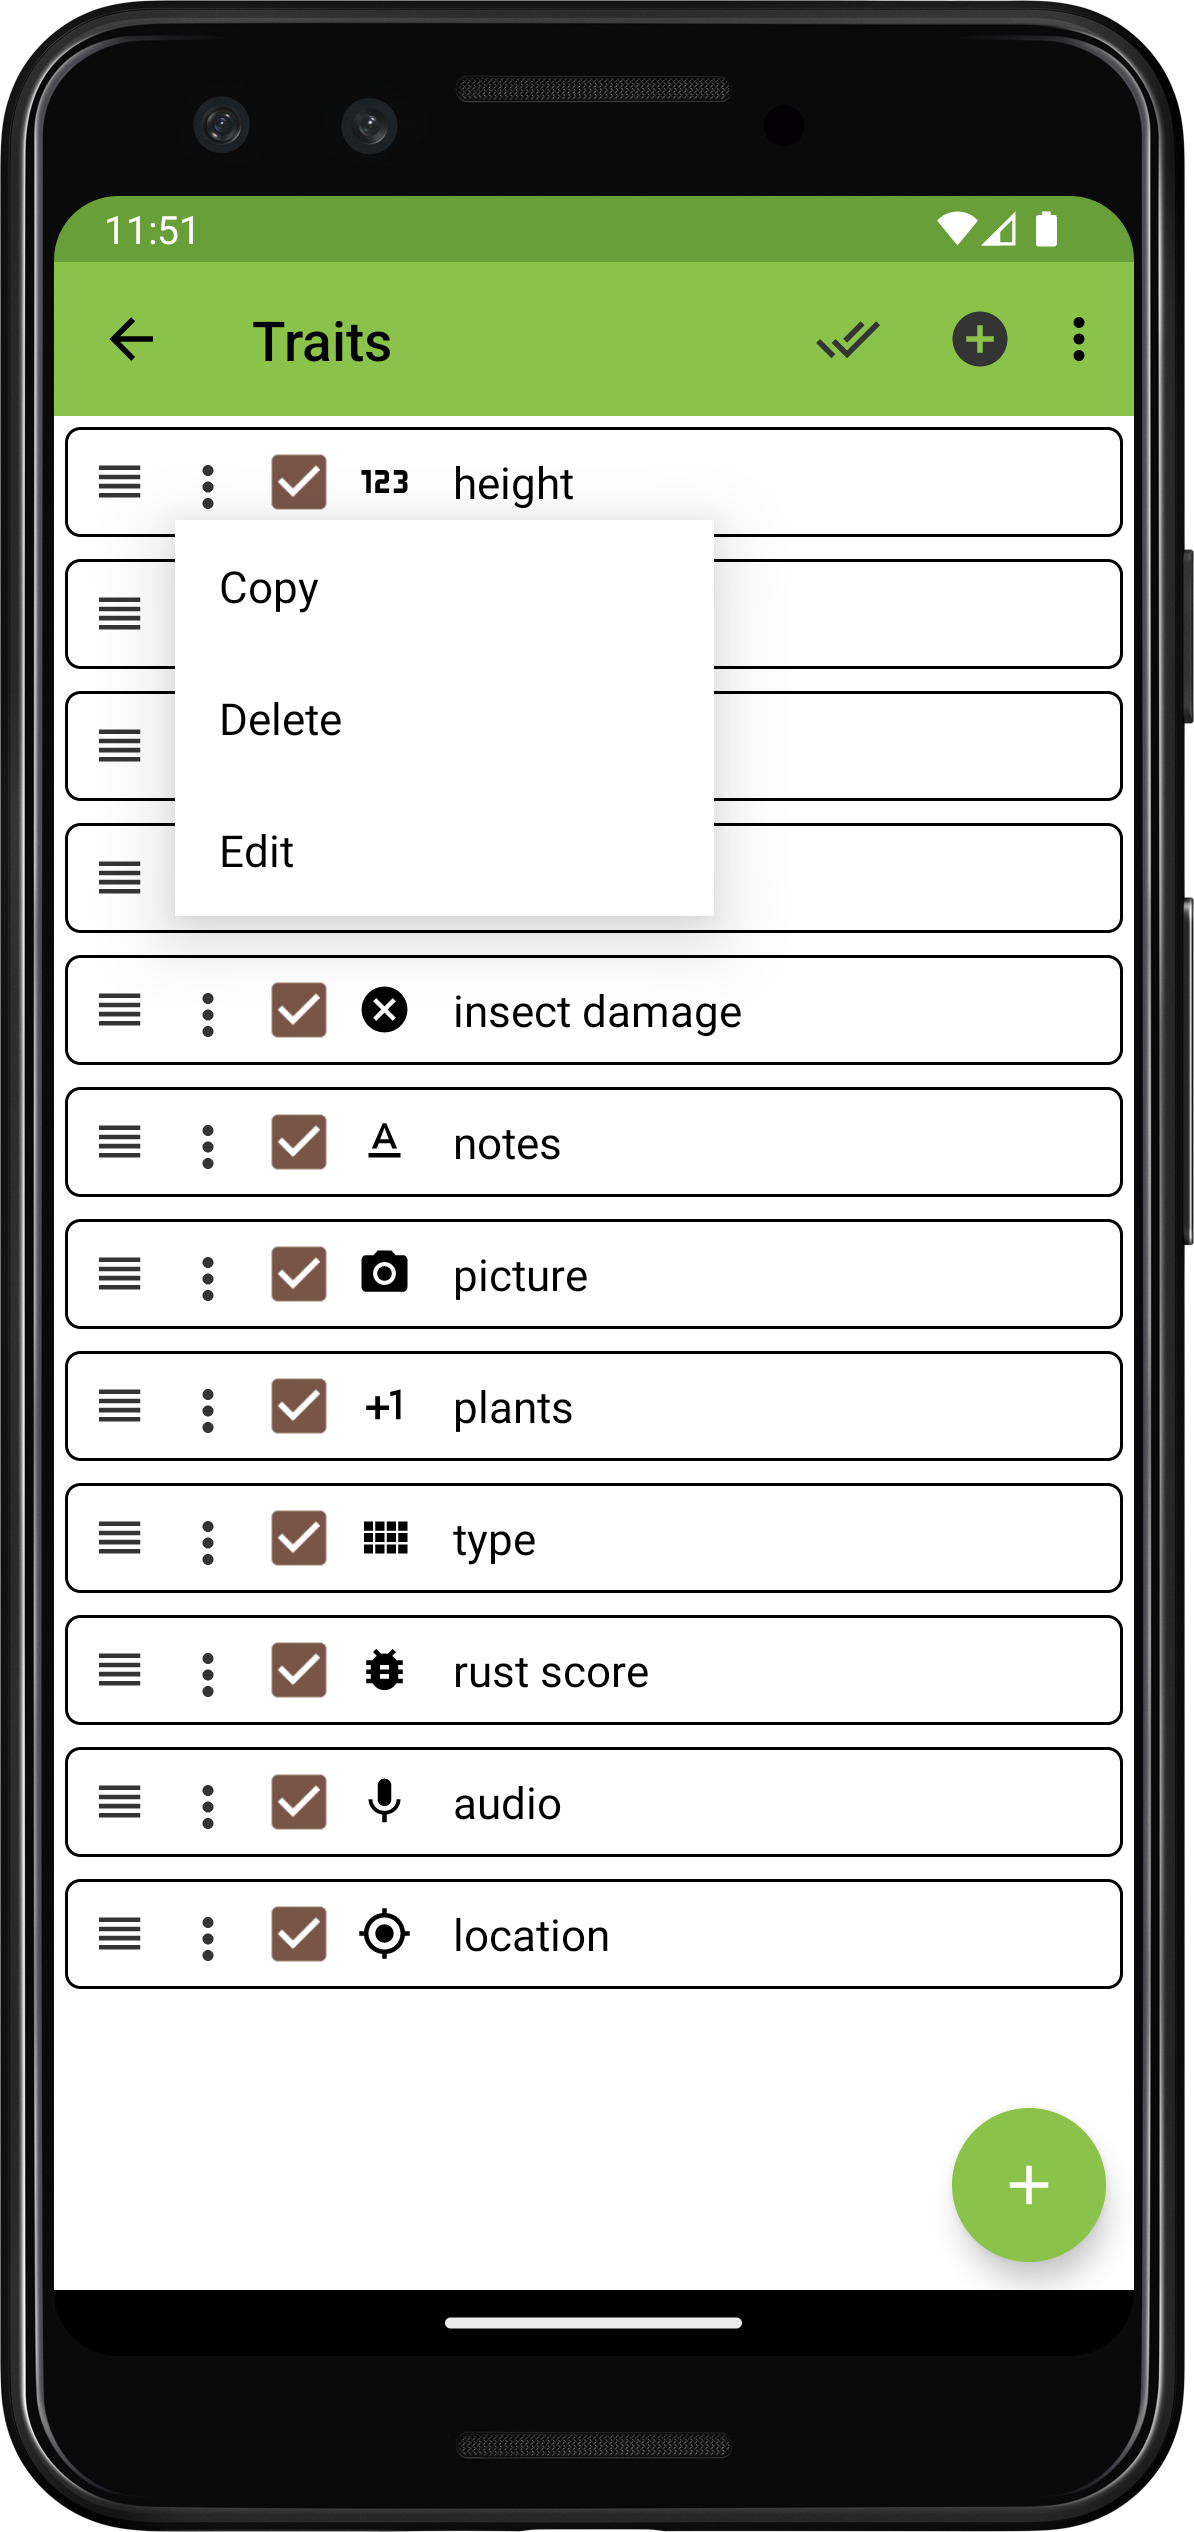 11:51
Traits
123 height
Copy
Delete
Edit
insect damage
A notes
picture
+1 plants
type
rust score
audio
location